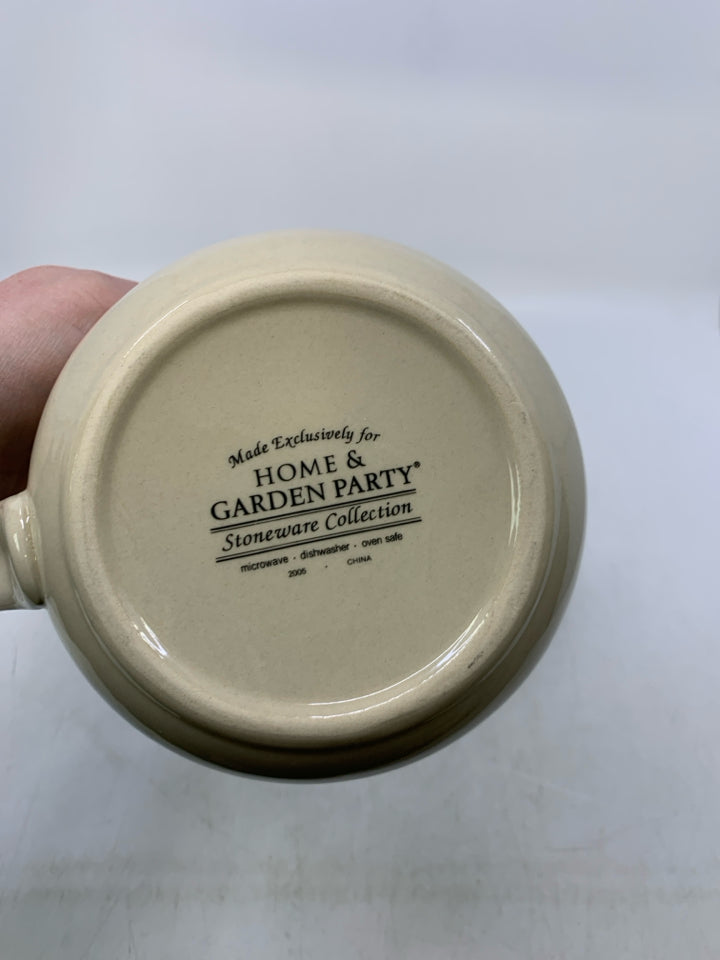 Made Exclusively for
HOME &
GARDEN PARTY®
Stoneware Collection
microwave · dishwasher · oven safe
2005 · CHINA